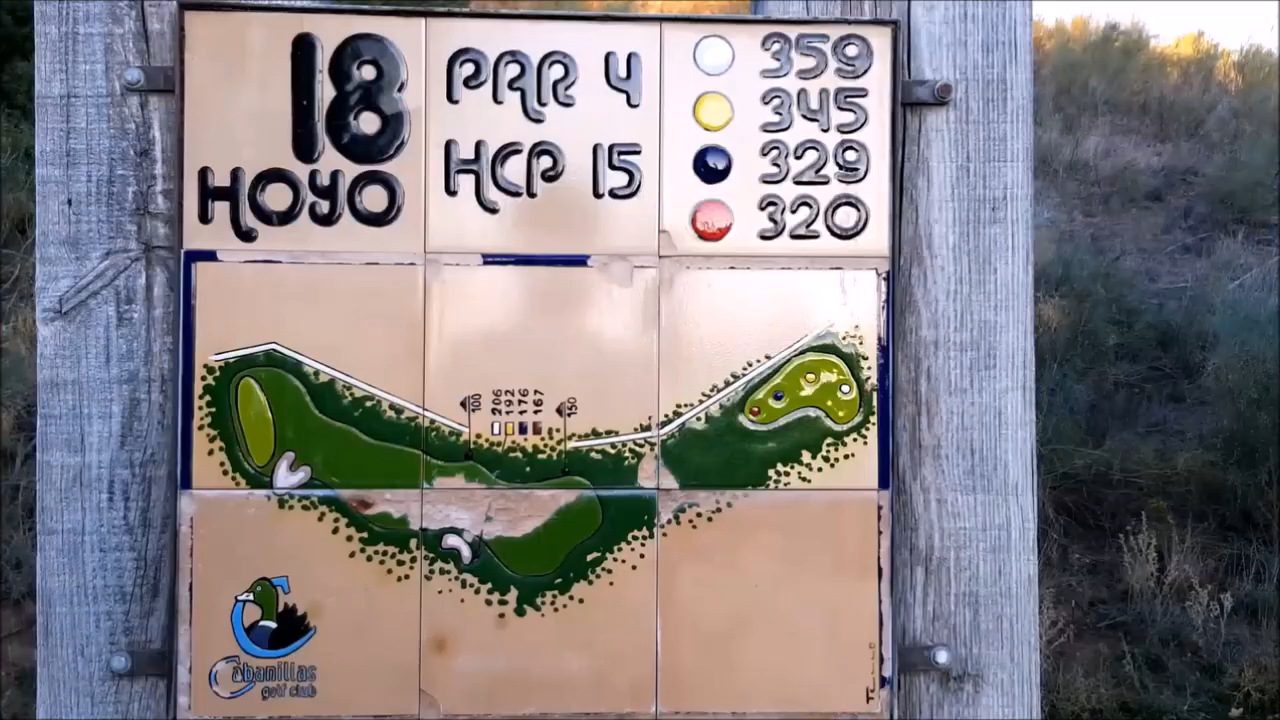 18
HOYO
PAR 4
HCP 15
359
345
329
320
100
206
192
176
167
150
Cabanillas
golf club